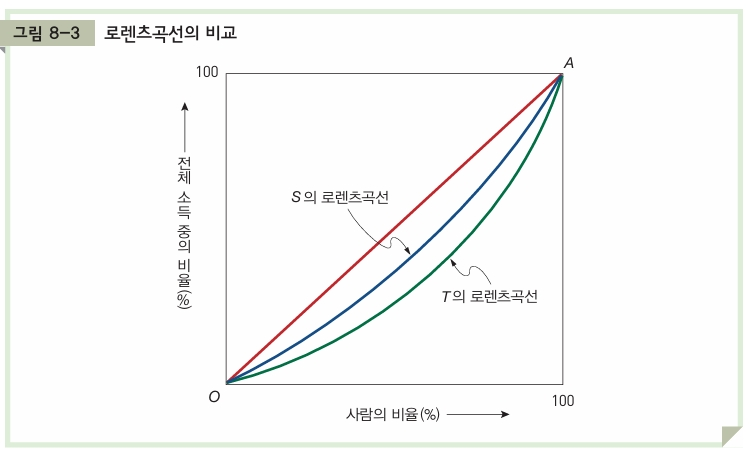 그림 8-3 로렌츠곡선의 비교
A
100
전체 소득 중의 비율(%)
S의 로렌츠곡선
T의 로렌츠곡선
O
100
사람의 비율(%)